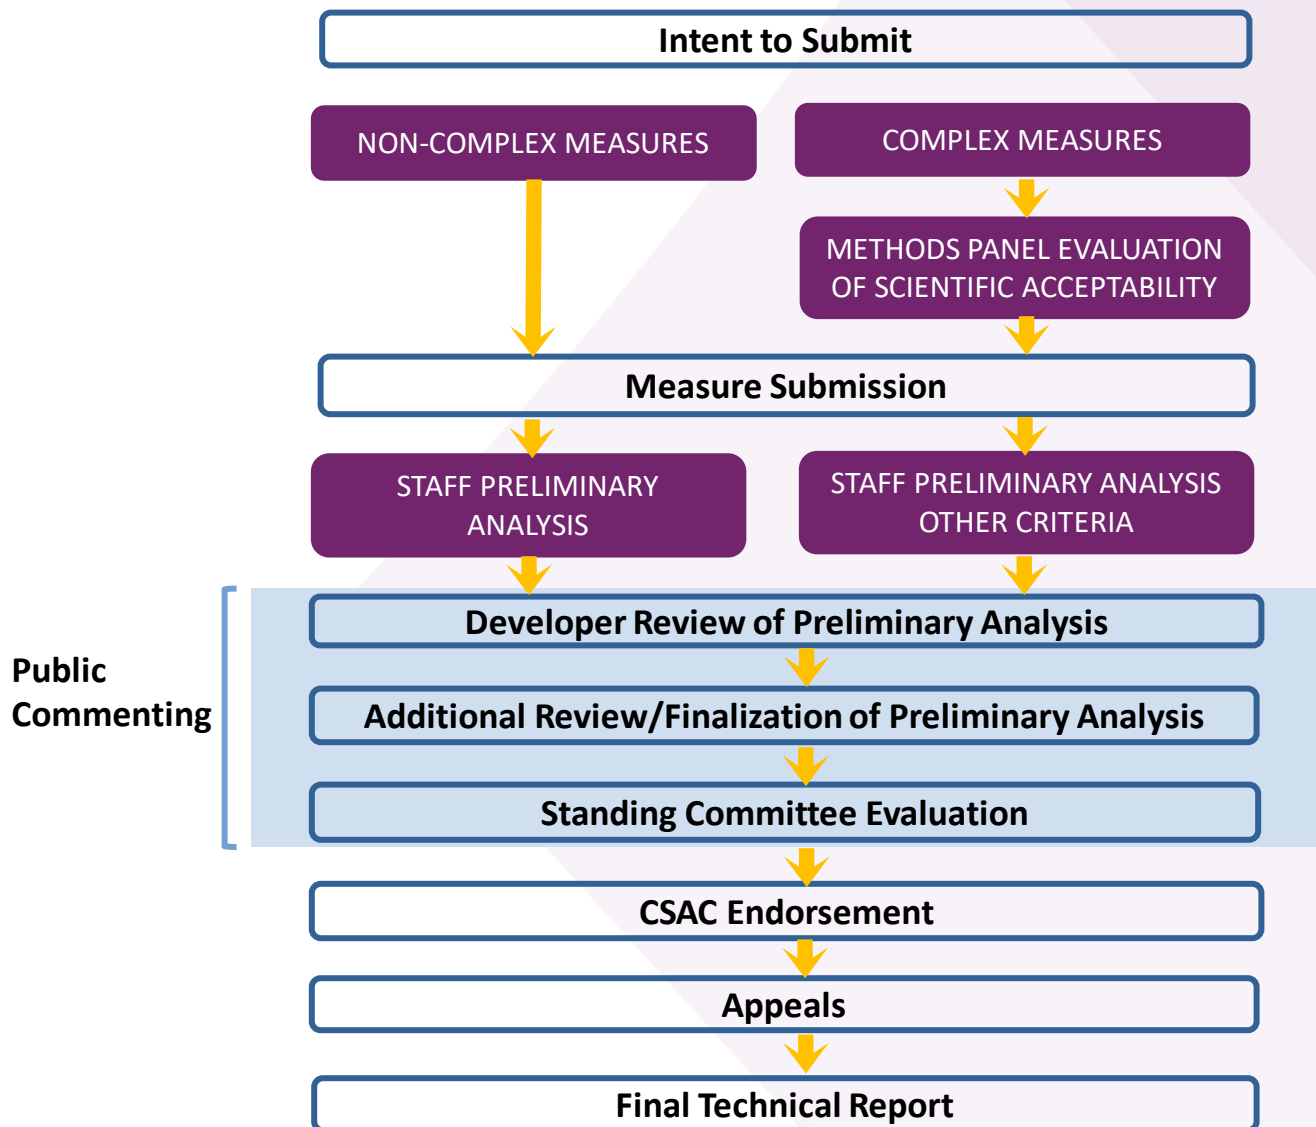 Intent to Submit
NON-COMPLEX MEASURES
COMPLEX MEASURES
METHODS PANEL EVALUATION
OF SCIENTIFIC ACCEPTABILITY
Measure Submission
STAFF PRELIMINARY
ANALYSIS
STAFF PRELIMINARY ANALYSIS
OTHER CRITERIA
Public
Commenting
Developer Review of Preliminary Analysis
Additional Review/Finalization of Preliminary Analysis
Standing Committee Evaluation
CSAC Endorsement
Appeals
Final Technical Report